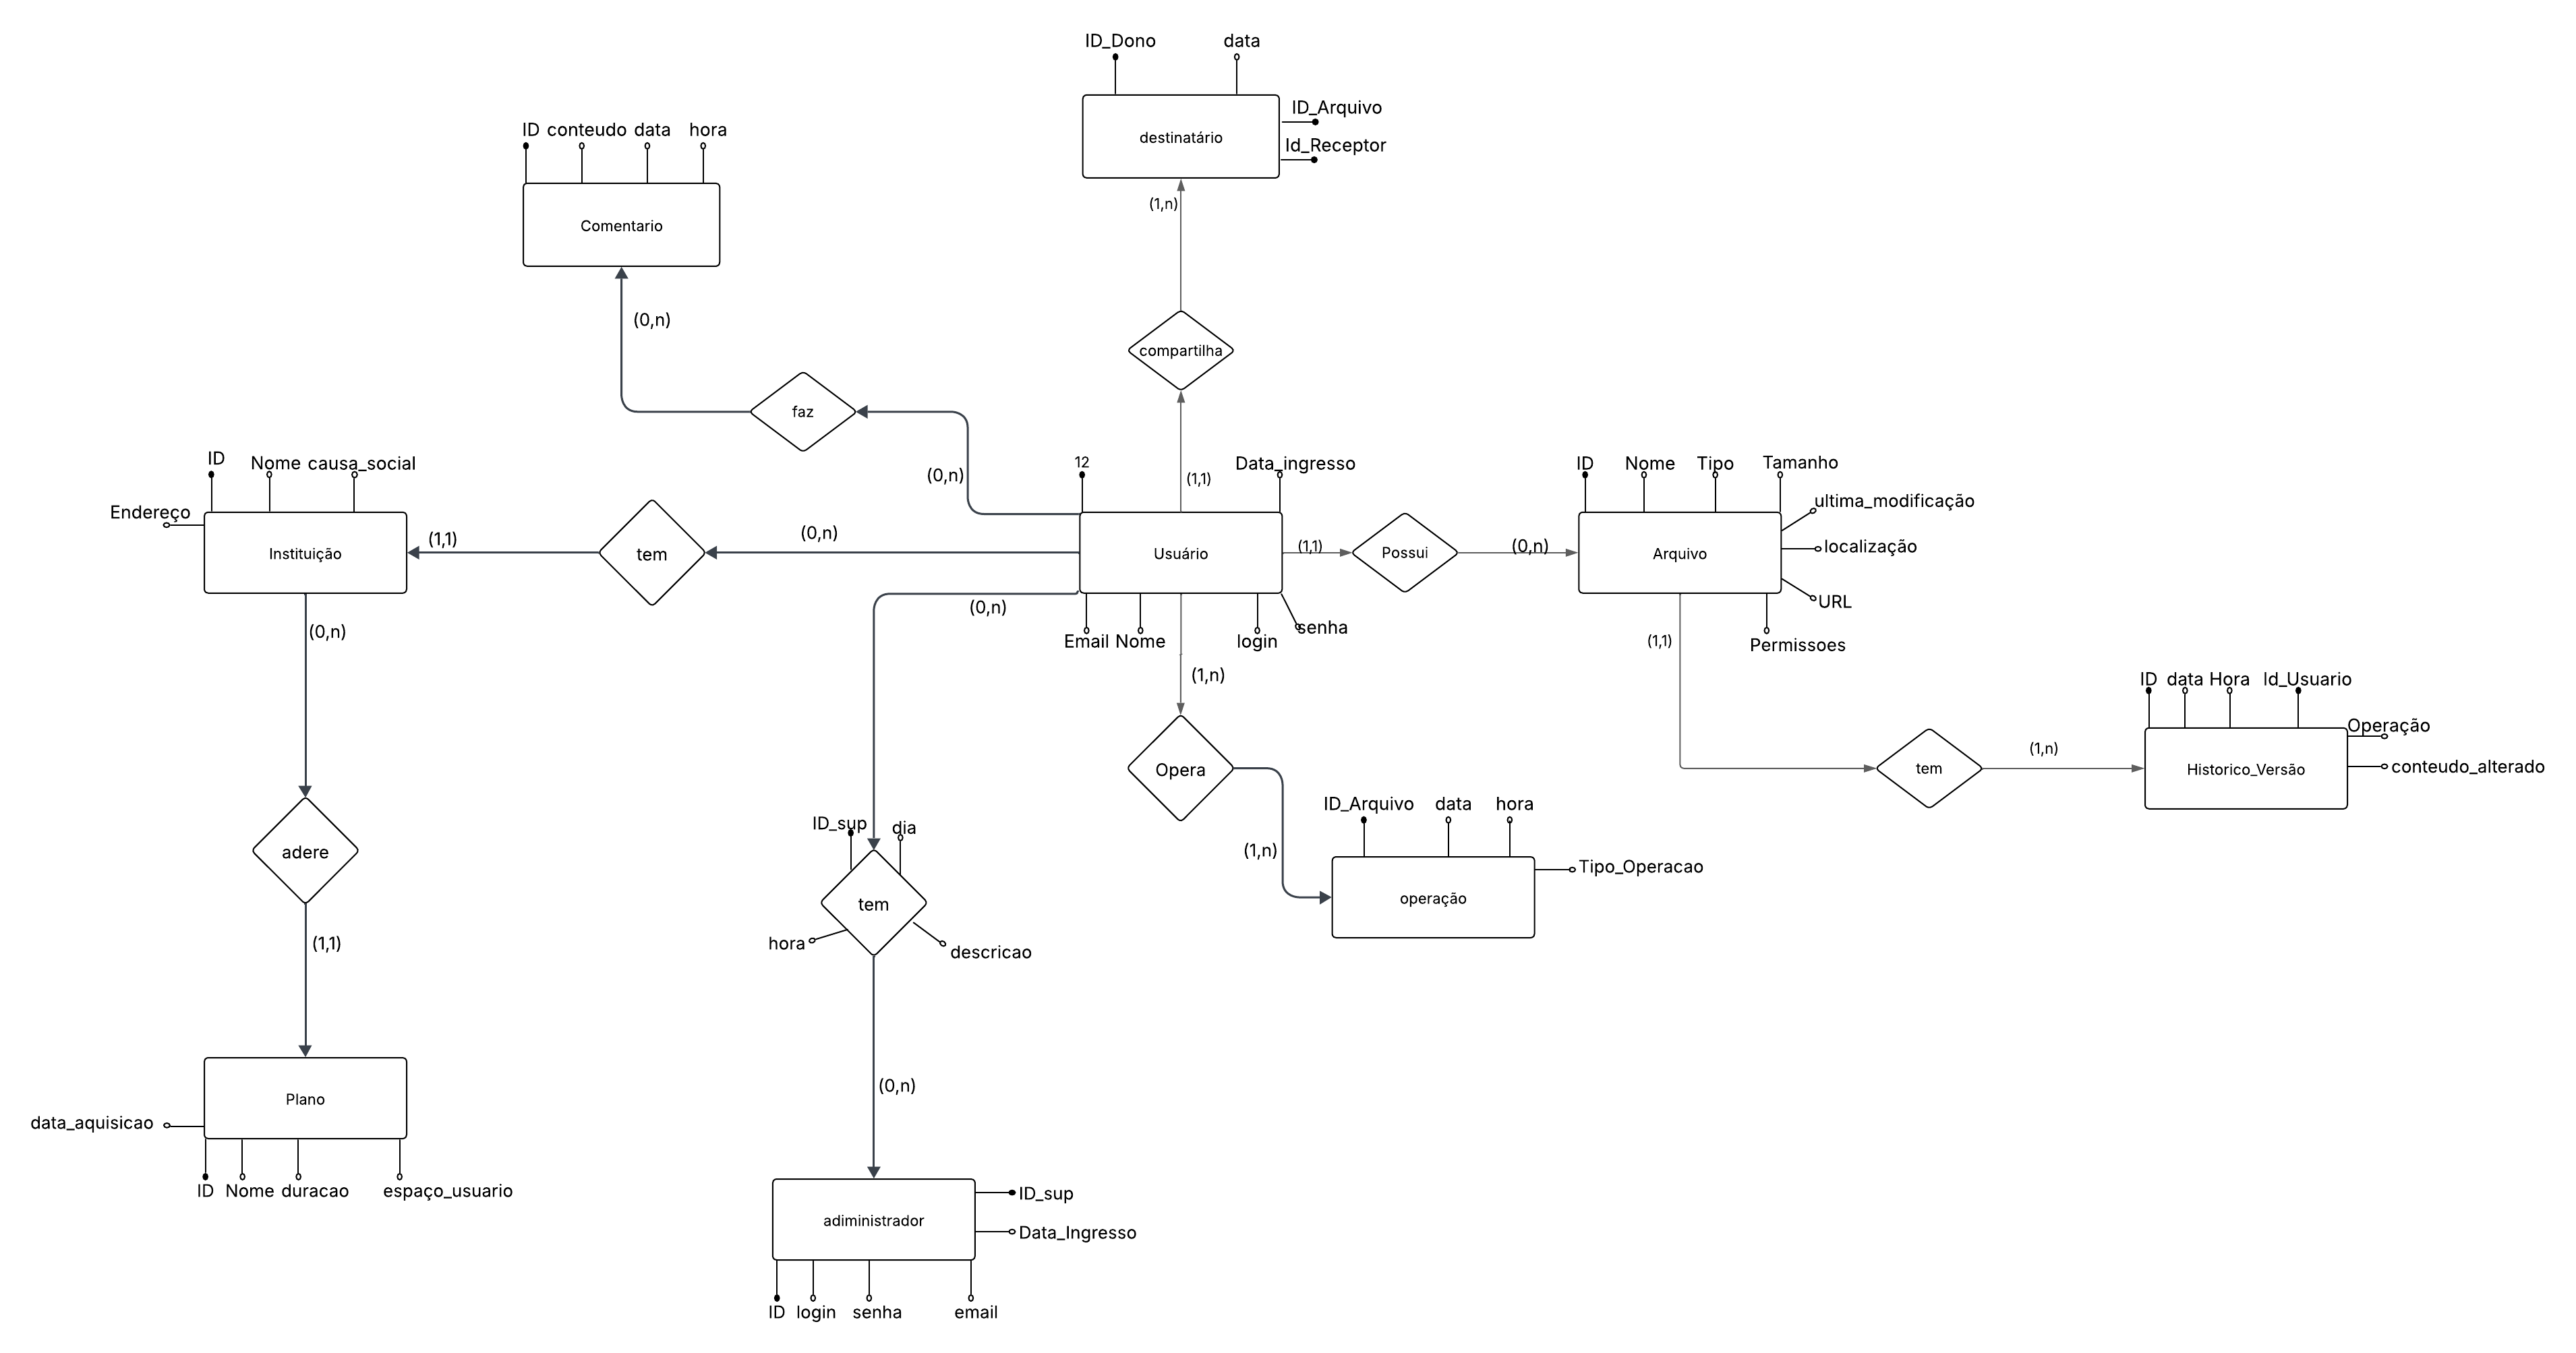 ID_Dono
data
ID_Arquivo
Id_Receptor
destinatário
(1,n)
compartilha
(1,1)
ID conteudo data hora
Comentario
(0,n)
faz
(0,n)
ID
Nome causa_social
Endereço
Instituição
(1,1)
tem
(0,n)
12
Data_ingresso
Usuário
Email Nome
login
senha
(1,1)
Possui
(0,n)
ID
Nome
Tipo
Tamanho
ultima_modificação
localização
URL
Permissoes
Arquivo
(1,1)
tem
(1,n)
ID data Hora
Id_Usuario
Operação
conteudo_alterado
Historico_Versão
(0,n)
adere
(1,1)
Plano
data_aquisicao
ID
Nome duracao
espaço_usuario
(0,n)
ID_sup
dia
tem
hora
descricao
(0,n)
adiministrador
ID_sup
Data_Ingresso
ID
login
senha
email
(1,n)
Opera
(1,n)
ID_Arquivo
data
hora
Tipo_Operacao
operação